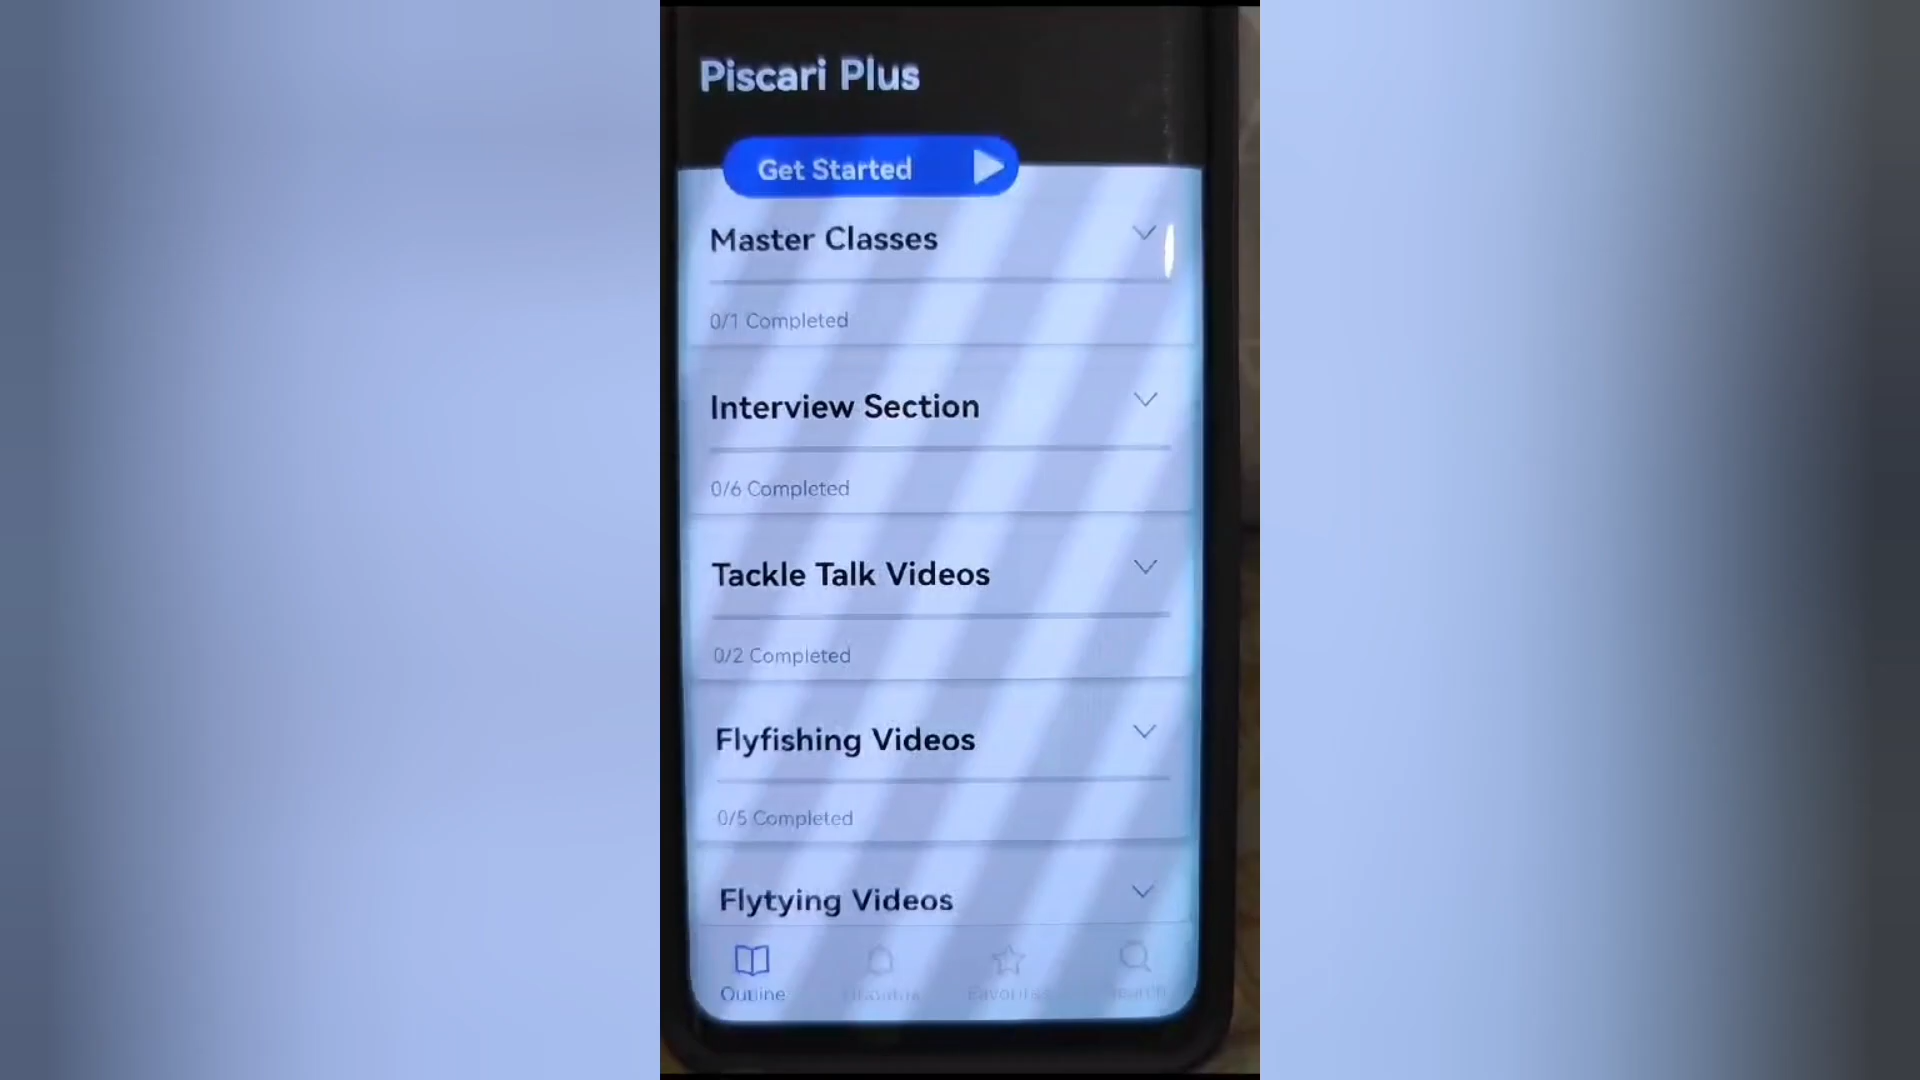 Piscari Plus
Get Started
Master Classes
0/1 Completed
Interview Section
0/6 Completed
Tackle Talk Videos
0/2 Completed
Flyfishing Videos
0/5 Completed
Flytying Videos
Outline